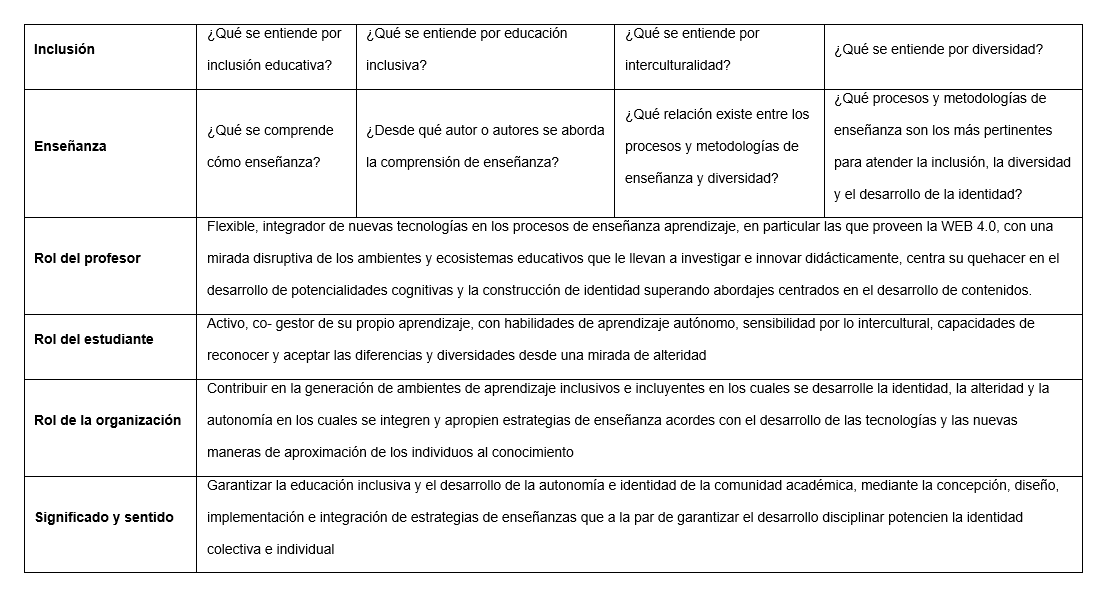 Inclusión
¿Qué se entiende por
inclusión educativa?
¿Qué se entiende por educación
inclusiva?
¿Qué se entiende por
interculturalidad?
¿Qué se entiende por diversidad?
Enseñanza
¿Qué se comprende
cómo enseñanza?
¿Desde qué autor o autores se aborda
la comprensión de enseñanza?
¿Qué relación existe entre los
procesos y metodologías de
enseñanza y diversidad?
¿Qué procesos y metodologías de
enseñanza son los más pertinentes
para atender la inclusión, la diversidad
y el desarrollo de la identidad?
Rol del profesor
Flexible, integrador de nuevas tecnologías en los procesos de enseñanza aprendizaje, en particular las que proveen la WEB 4.0, con una
mirada disruptiva de los ambientes y ecosistemas educativos que le llevan a investigar e innovar didácticamente, centra su quehacer en el
desarrollo de potencialidades cognitivas y la construcción de identidad superando abordajes centrados en el desarrollo de contenidos.
Rol del estudiante
Activo, co- gestor de su propio aprendizaje, con habilidades de aprendizaje autónomo, sensibilidad por lo intercultural, capacidades de
reconocer y aceptar las diferencias y diversidades desde una mirada de alteridad
Rol de la organización
Contribuir en la generación de ambientes de aprendizaje inclusivos e incluyentes en los cuales se desarrolle la identidad, la alteridad y la
autonomía en los cuales se integren y apropien estrategias de enseñanza acordes con el desarrollo de las tecnologías y las nuevas
maneras de aproximación de los individuos al conocimiento
Significado y sentido
Garantizar la educación inclusiva y el desarrollo de la autonomía e identidad de la comunidad académica, mediante la concepción, diseño,
implementación e integración de estrategias de enseñanzas que a la par de garantizar el desarrollo disciplinar potencien la identidad
colectiva e individual